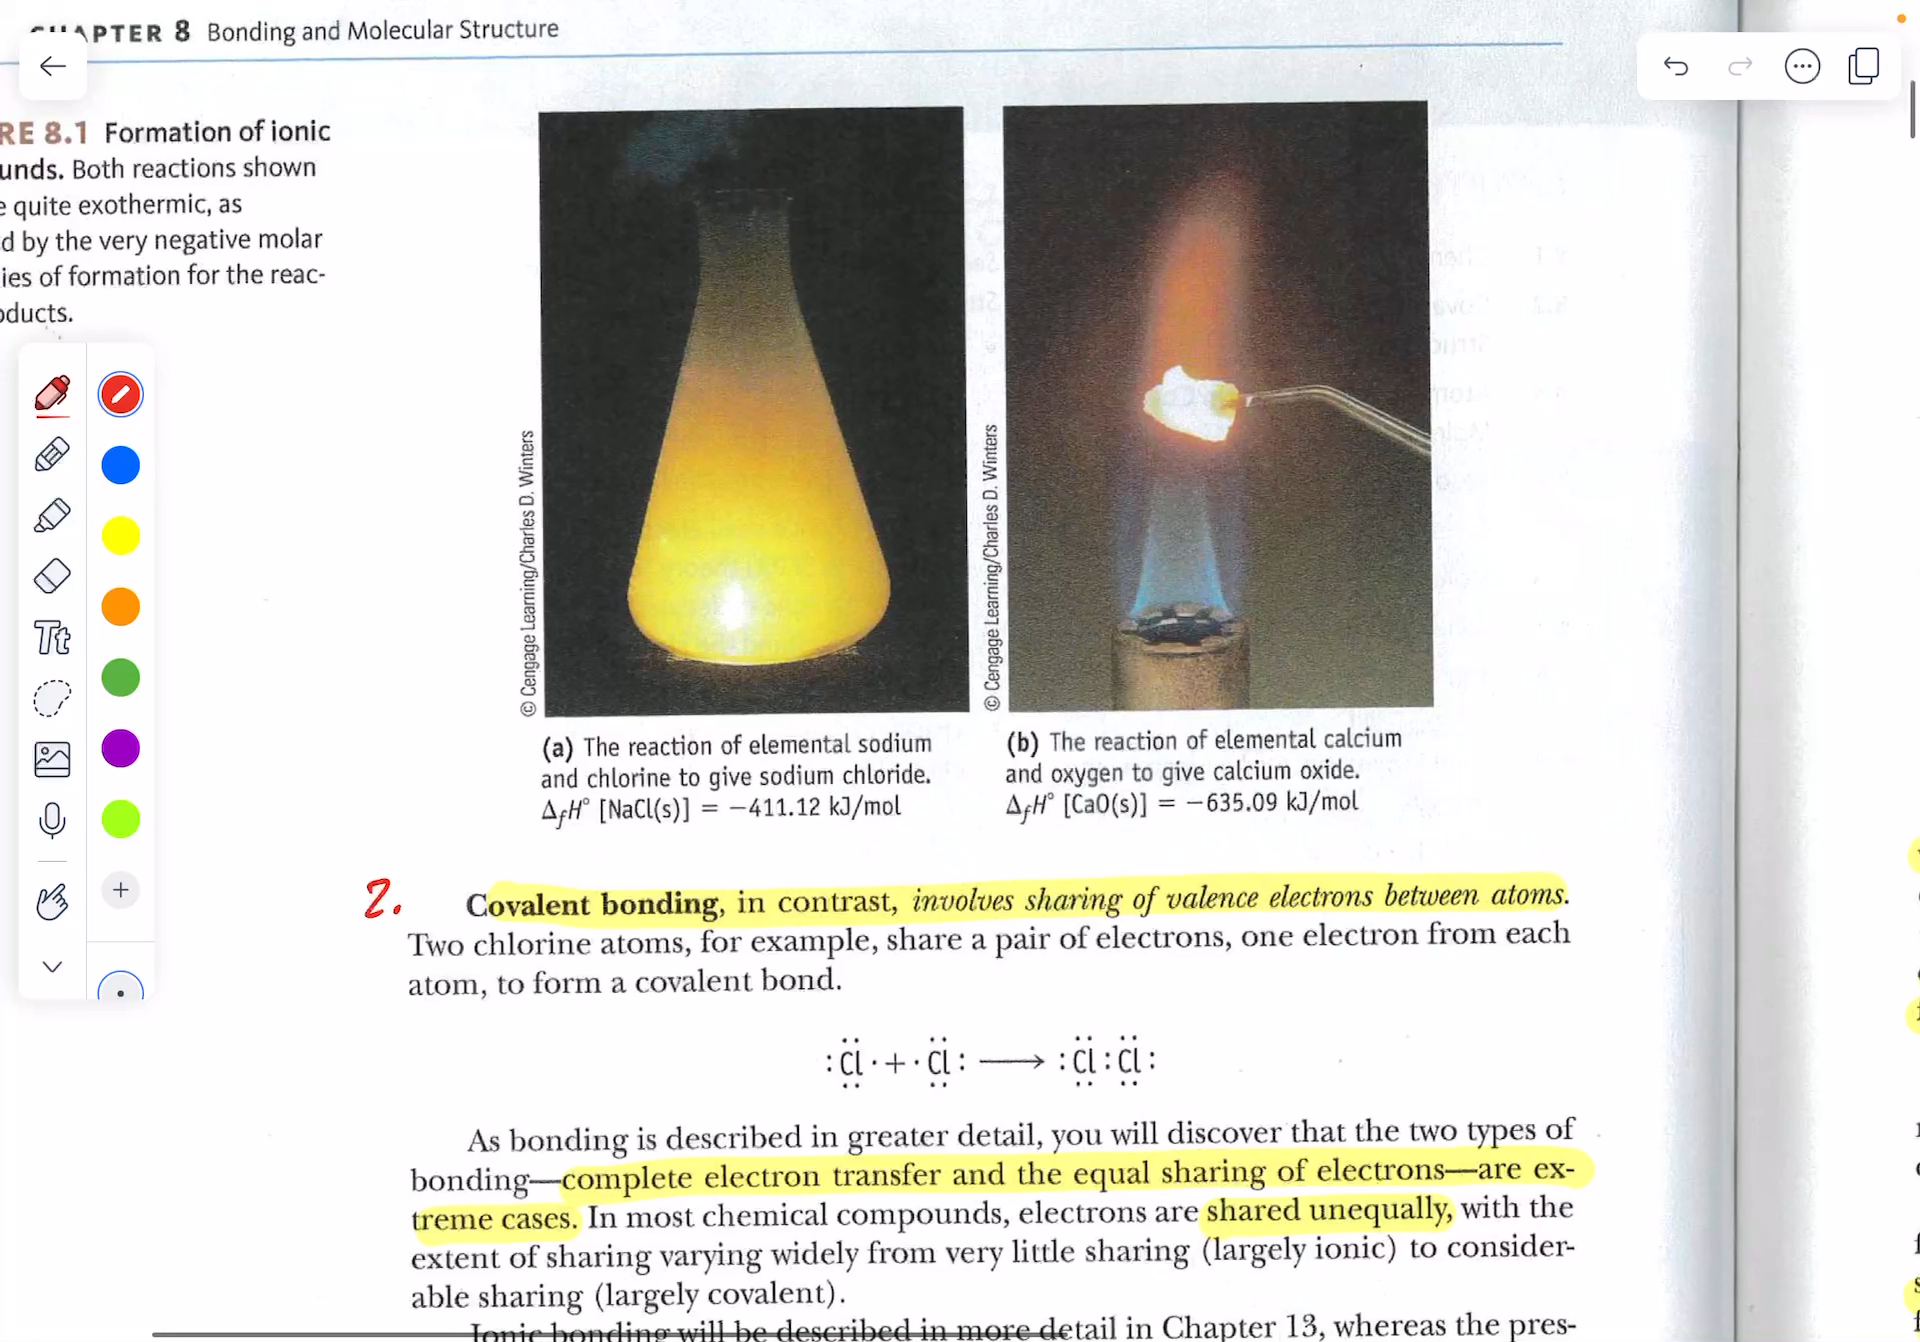 APTER 8 Bonding and Molecular Structure
RE 8.1 Formation of ionic
unds. Both reactions shown
e quite exothermic, as
d by the very negative molar
ies of formation for the reac-
oducts.
© Cengage Learning/Charles D. Winters
© Cengage Learning/Charles D. Winters
Tt
(a) The reaction of elemental sodium
and chlorine to give sodium chloride.
ΔfH° [NaCl(s)] = −411.12 kJ/mol
(b) The reaction of elemental calcium
and oxygen to give calcium oxide.
ΔfH° [CaO(s)] = −635.09 kJ/mol
2. Covalent bonding, in contrast, involves sharing of valence electrons between atoms.
Two chlorine atoms, for example, share a pair of electrons, one electron from each
atom, to form a covalent bond.
:Cl· + ·Cl: ⟶ :Cl:Cl:
As bonding is described in greater detail, you will discover that the two types of
bonding—complete electron transfer and the equal sharing of electrons—are ex-
treme cases. In most chemical compounds, electrons are shared unequally, with the
extent of sharing varying widely from very little sharing (largely ionic) to consider-
able sharing (largely covalent).
Ionic bonding will be described in more detail in Chapter 13, whereas the pres-